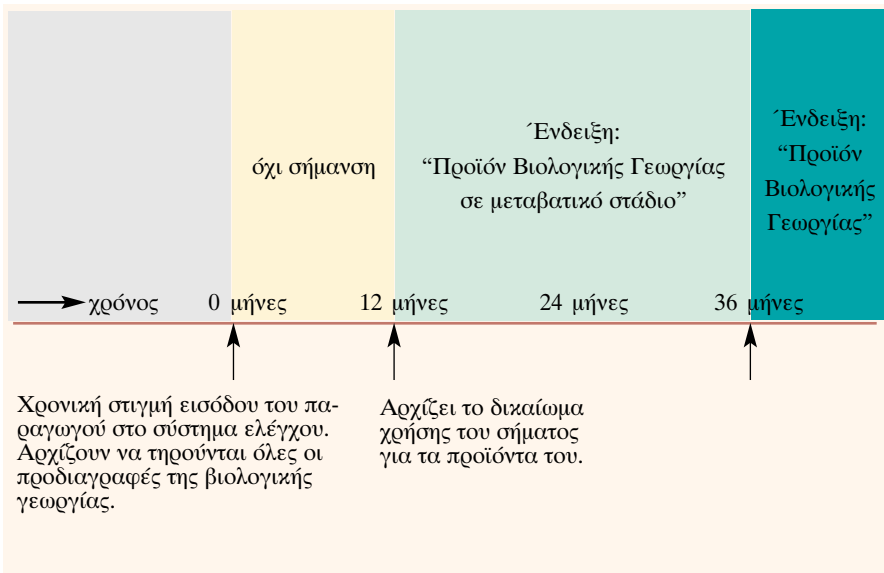 όχι σήμανση
Ένδειξη:
“Προϊόν Βιολογικής Γεωργίας
σε μεταβατικό στάδιο”
Ένδειξη:
“Προϊόν
Βιολογικής
Γεωργίας”
χρόνος 0 μήνες 12 μήνες 24 μήνες 36 μήνες
Χρονική στιγμή εισόδου του πα-
ραγωγού στο σύστημα ελέγχου.
Αρχίζουν να τηρούνται όλες οι
προδιαγραφές της βιολογικής
γεωργίας.
Αρχίζει το δικαίωμα
χρήσης του σήματος
για τα προϊόντα του.